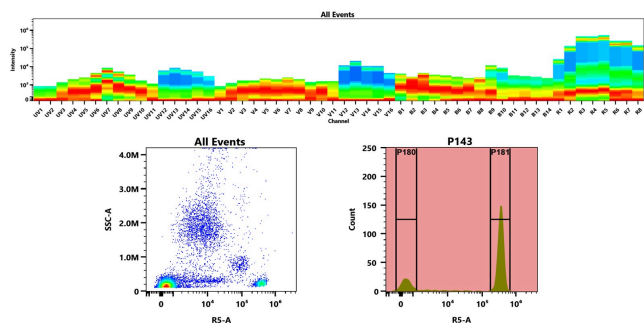 All Events
Intensity
10⁶
10⁵
10⁴
0
UV1 UV2 UV3 UV4 UV5 UV6 UV7 UV8 UV9 UV10 UV11 UV12 UV13 UV14 UV15 UV16 V1 V2 V3 V4 V5 V6 V7 V8 V9 V10 V11 V12 V13 V14 V15 V16 B1 B2 B3 B4 B5 B6 B7 B8 B9 B10 B11 B12 B13 B14 R1 R2 R3 R4 R5 R6 R7 R8
Channel
All Events
P143
SSC-A
4.0M
3.0M
2.0M
1.0M
0
0 10⁴ 10⁵ 10⁶
R5-A
Count
250
200
150
100
50
0
P180 P181
0 10⁴ 10⁵ 10⁶
R5-A